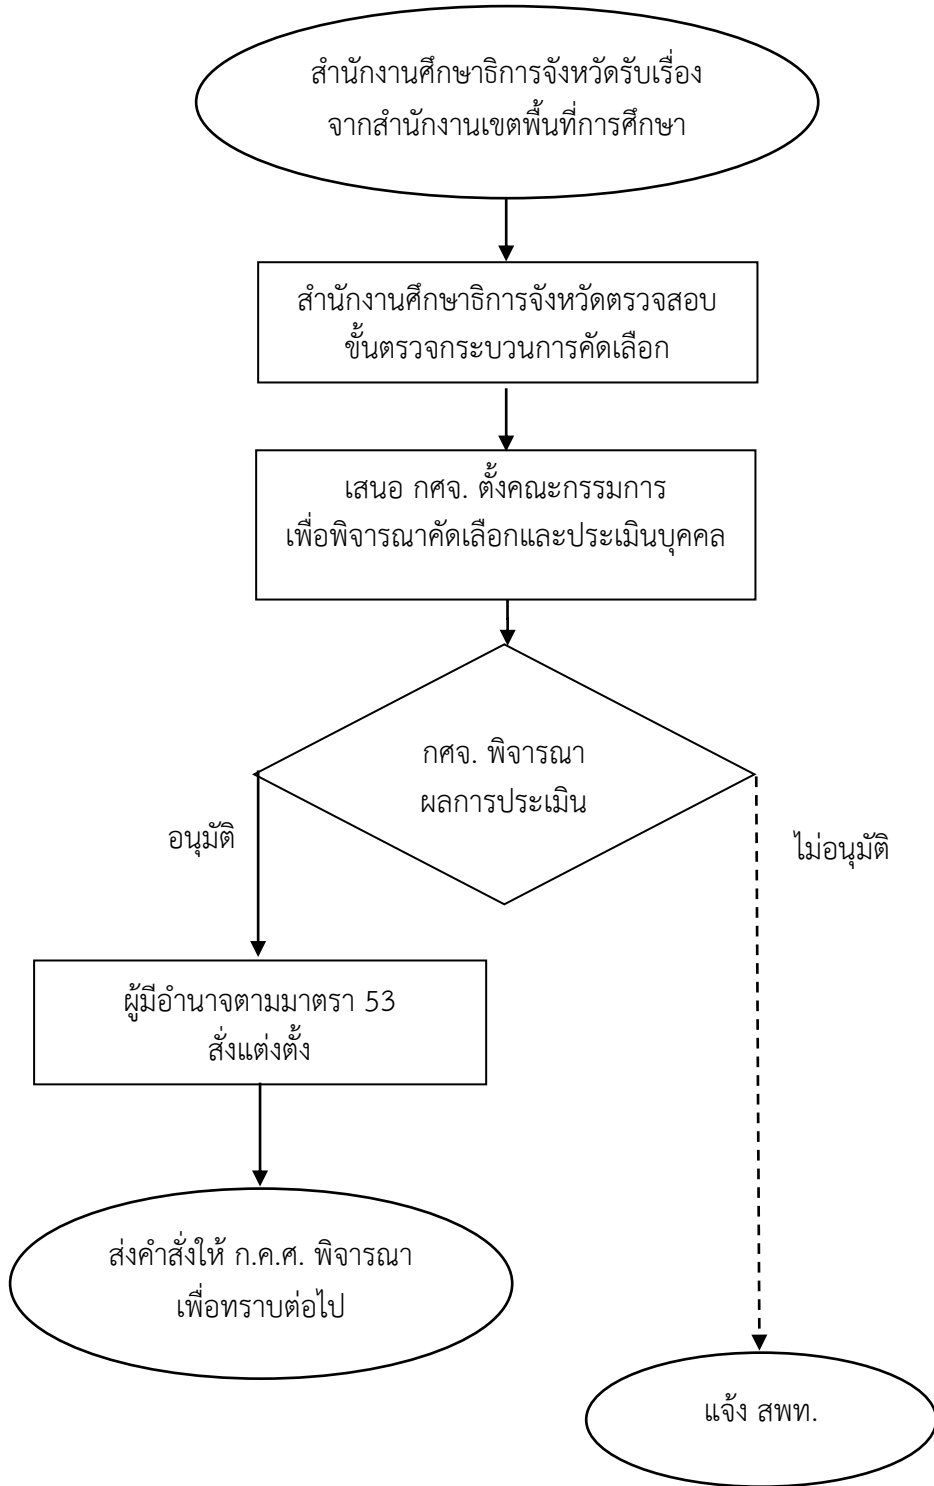 สำนักงานศึกษาธิการจังหวัดรับเรื่อง
จากสำนักงานเขตพื้นที่การศึกษา
สำนักงานศึกษาธิการจังหวัดตรวจสอบ
ขั้นตรวจกระบวนการคัดเลือก
เสนอ กศจ. ตั้งคณะกรรมการ
เพื่อพิจารณาคัดเลือกและประเมินบุคคล
กศจ. พิจารณา
ผลการประเมิน
อนุมัติ
ไม่อนุมัติ
ผู้มีอำนาจตามมาตรา 53
สั่งแต่งตั้ง
ส่งคำสั่งให้ ก.ค.ศ. พิจารณา
เพื่อทราบต่อไป
แจ้ง สพท.